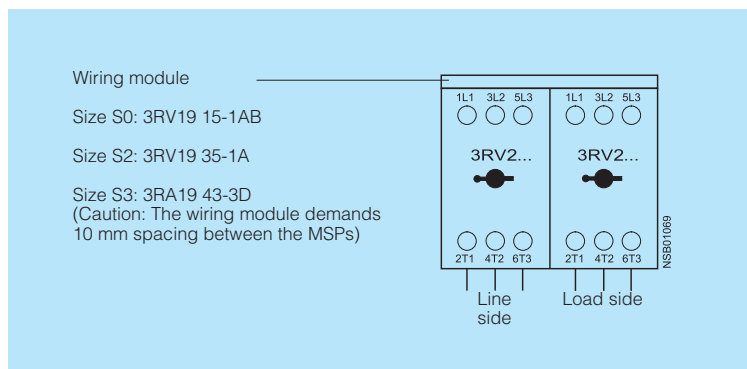 Wiring module
Size S0: 3RV19 15-1AB
Size S2: 3RV19 35-1A
Size S3: 3RA19 43-3D
(Caution: The wiring module demands
10 mm spacing between the MSPs)
1L1 3L2 5L3 1L1 3L2 5L3
3RV2... 3RV2...
2T1 4T2 6T3 2T1 4T2 6T3
Line
side
Load side
NSB01069